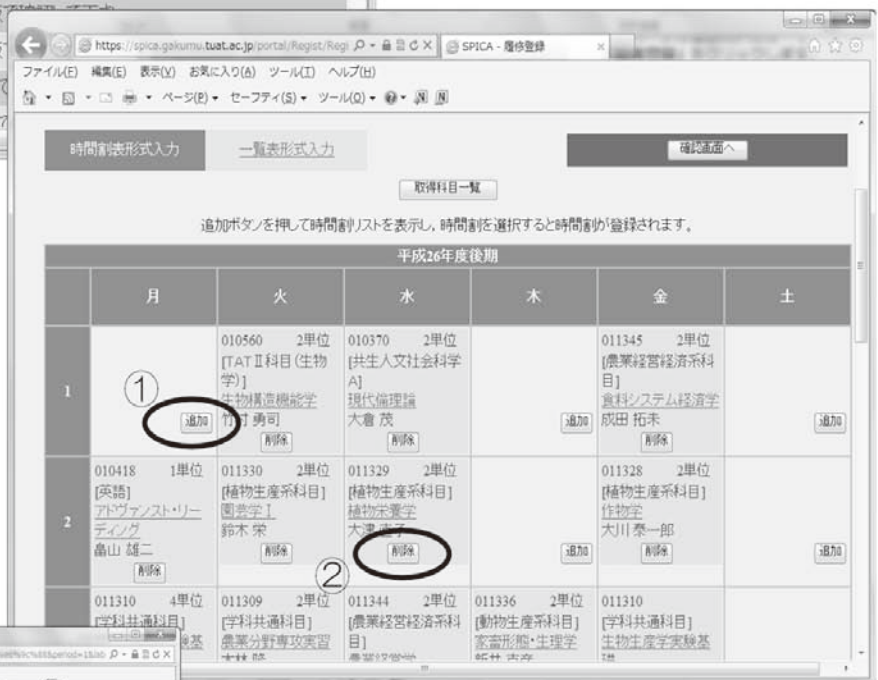 https://spica.gakumu.tuat.ac.jp/portal/Regist/Regi
SPICA - 履修登録
ファイル(F) 編集(E) 表示(V) お気に入り(A) ツール(T) ヘルプ(H)
ページ(P) セーフティ(S) ツール(O)
時間割表形式入力 一覧表形式入力 確認画面へ
取得科目一覧
追加ボタンを押して時間割リストを表示し, 時間割を選択すると時間割が登録されます。
平成26年度後期
月 火 水 木 金 土
1
①
追加
010560 2単位
[TATⅡ科目(生物
学)]
生物構造機能学
竹村 勇司
削除
010370 2単位
[共生人文社会科学
A]
現代倫理論
大倉 茂
削除
追加
011345 2単位
[農業経営経済系科
目]
食料システム経済学
成田 拓未
削除
追加
2
010418 1単位
[英語]
アドヴァンスト・リー
ディング
畠山 雄二
削除
011330 2単位
[植物生産系科目]
園芸学Ⅰ
鈴木 栄
削除
②
011329 2単位
[植物生産系科目]
植物栄養学
大津 直子
削除
追加
011328 2単位
[植物生産系科目]
作物学
大川 泰一郎
削除
追加
011310 4単位
[学科共通科目]
011309 2単位
[学科共通科目]
農業分野専攻実習
011344 2単位
[農業経営経済系科
目]
農業経営学
011336 2単位
[動物生産系科目]
家畜形態・生理学
新井 克彦
011310
[学科共通科目]
生物生産学実験基
礎